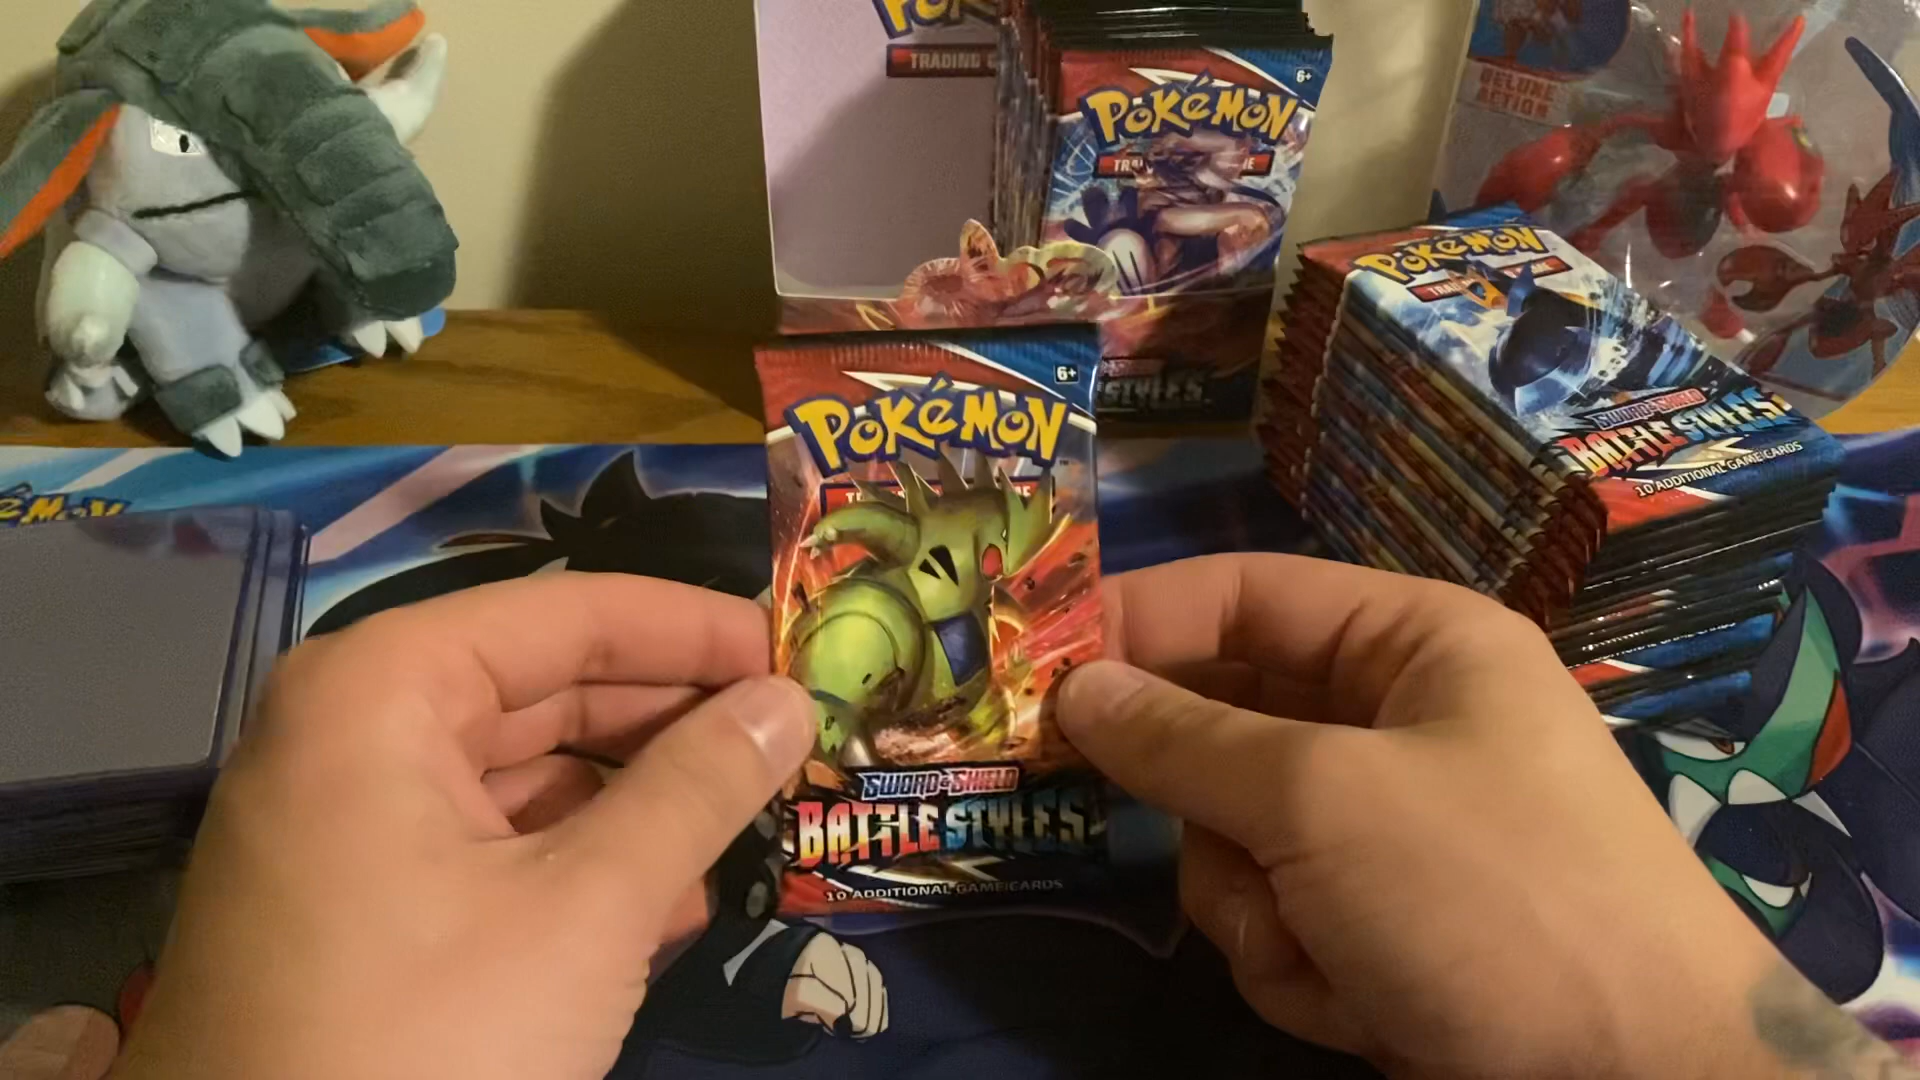 POKÉMON
TRADING
6+
POKÉMON
DELUXE
ACTION
POKÉMON
SWORD & SHIELD
BATTLE STYLES
10 ADDITIONAL GAME CARDS
STYLES
6+
POKÉMON
SWORD & SHIELD
BATTLE STYLES
10 ADDITIONAL GAME CARDS